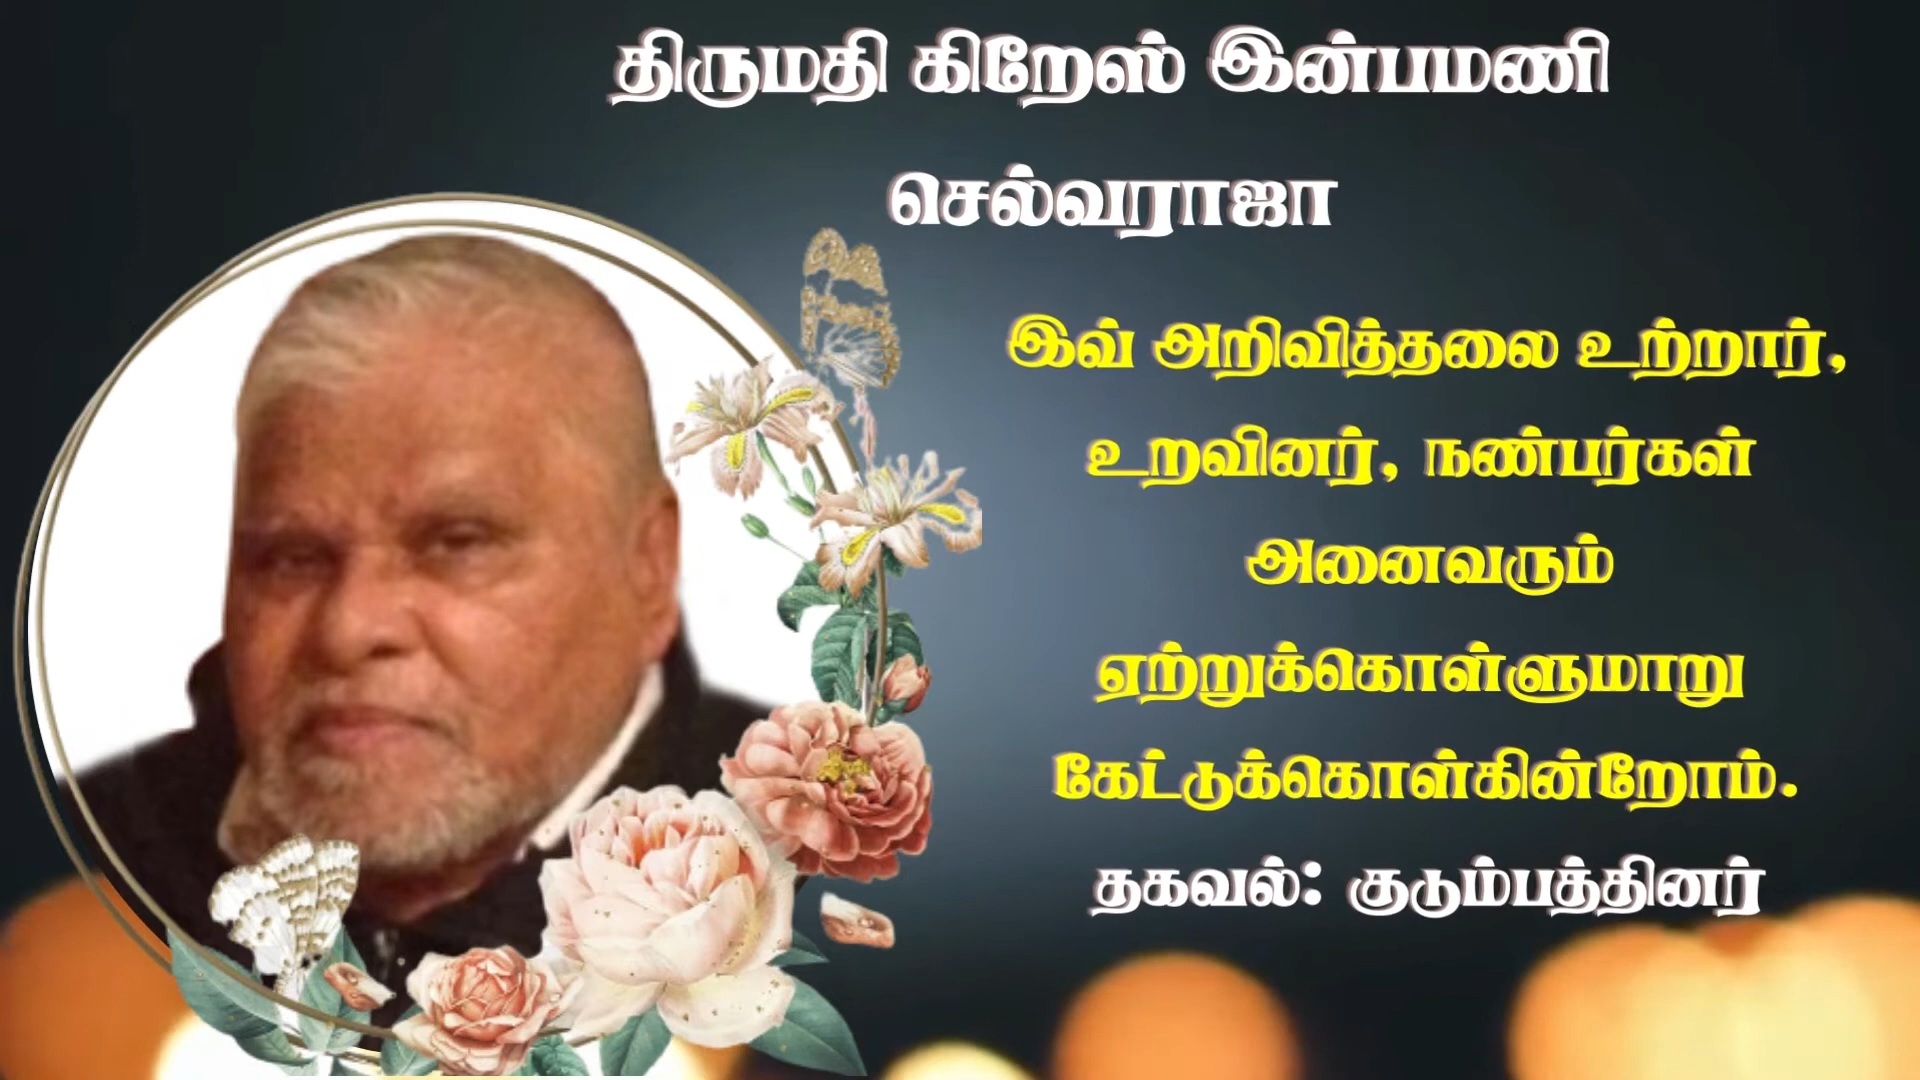 திருமதி கிறேஸ் இன்பமணி
செல்வராஜா
இவ் அறிவித்தலை உற்றார்,
உறவினர், நண்பர்கள்
அனைவரும்
ஏற்றுக்கொள்ளுமாறு
கேட்டுக்கொள்கின்றோம்.
தகவல்: குடும்பத்தினர்